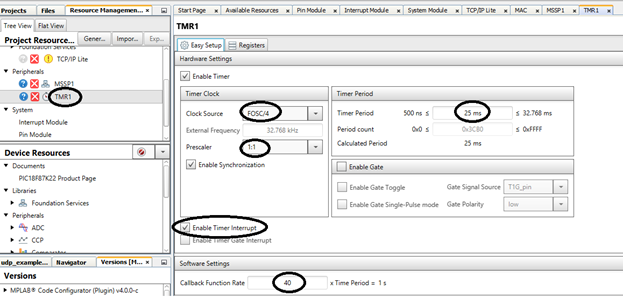 Projects Files Resource Managemen...
Tree View Flat View
Project Resource... Gener... Impor... Exp...
Foundation Services
TCP/IP Lite
Peripherals
MSSP1
TMR1
System
Interrupt Module
Pin Module
Device Resources
Documents
PIC18F87K22 Product Page
Libraries
Foundation Services
Peripherals
ADC
CCP
Comparator
udp_example... Navigator Versions [M...
Versions
MPLAB® Code Configurator (Plugin) v4.0.0-c
Start Page Available Resources Pin Module Interrupt Module System Module TCP/IP Lite MAC MSSP1 TMR1
TMR1
Easy Setup Registers
Hardware Settings
Enable Timer
Timer Clock
Clock Source FOSC/4
External Frequency 32.768 kHz
Prescaler 1:1
Enable Synchronization
Timer Period
Timer Period 500 ns ≤ 25 ms ≤ 32.768 ms
Period count 0x0 ≤ 0x3CB0 ≤ 0xFFFF
Calculated Period 25 ms
Enable Gate
Enable Gate Toggle Gate Signal Source T1G_pin
Enable Gate Single-Pulse mode Gate Polarity low
Enable Timer Interrupt
Enable Timer Gate Interrupt
Software Settings
Callback Function Rate 40 x Time Period = 1 s